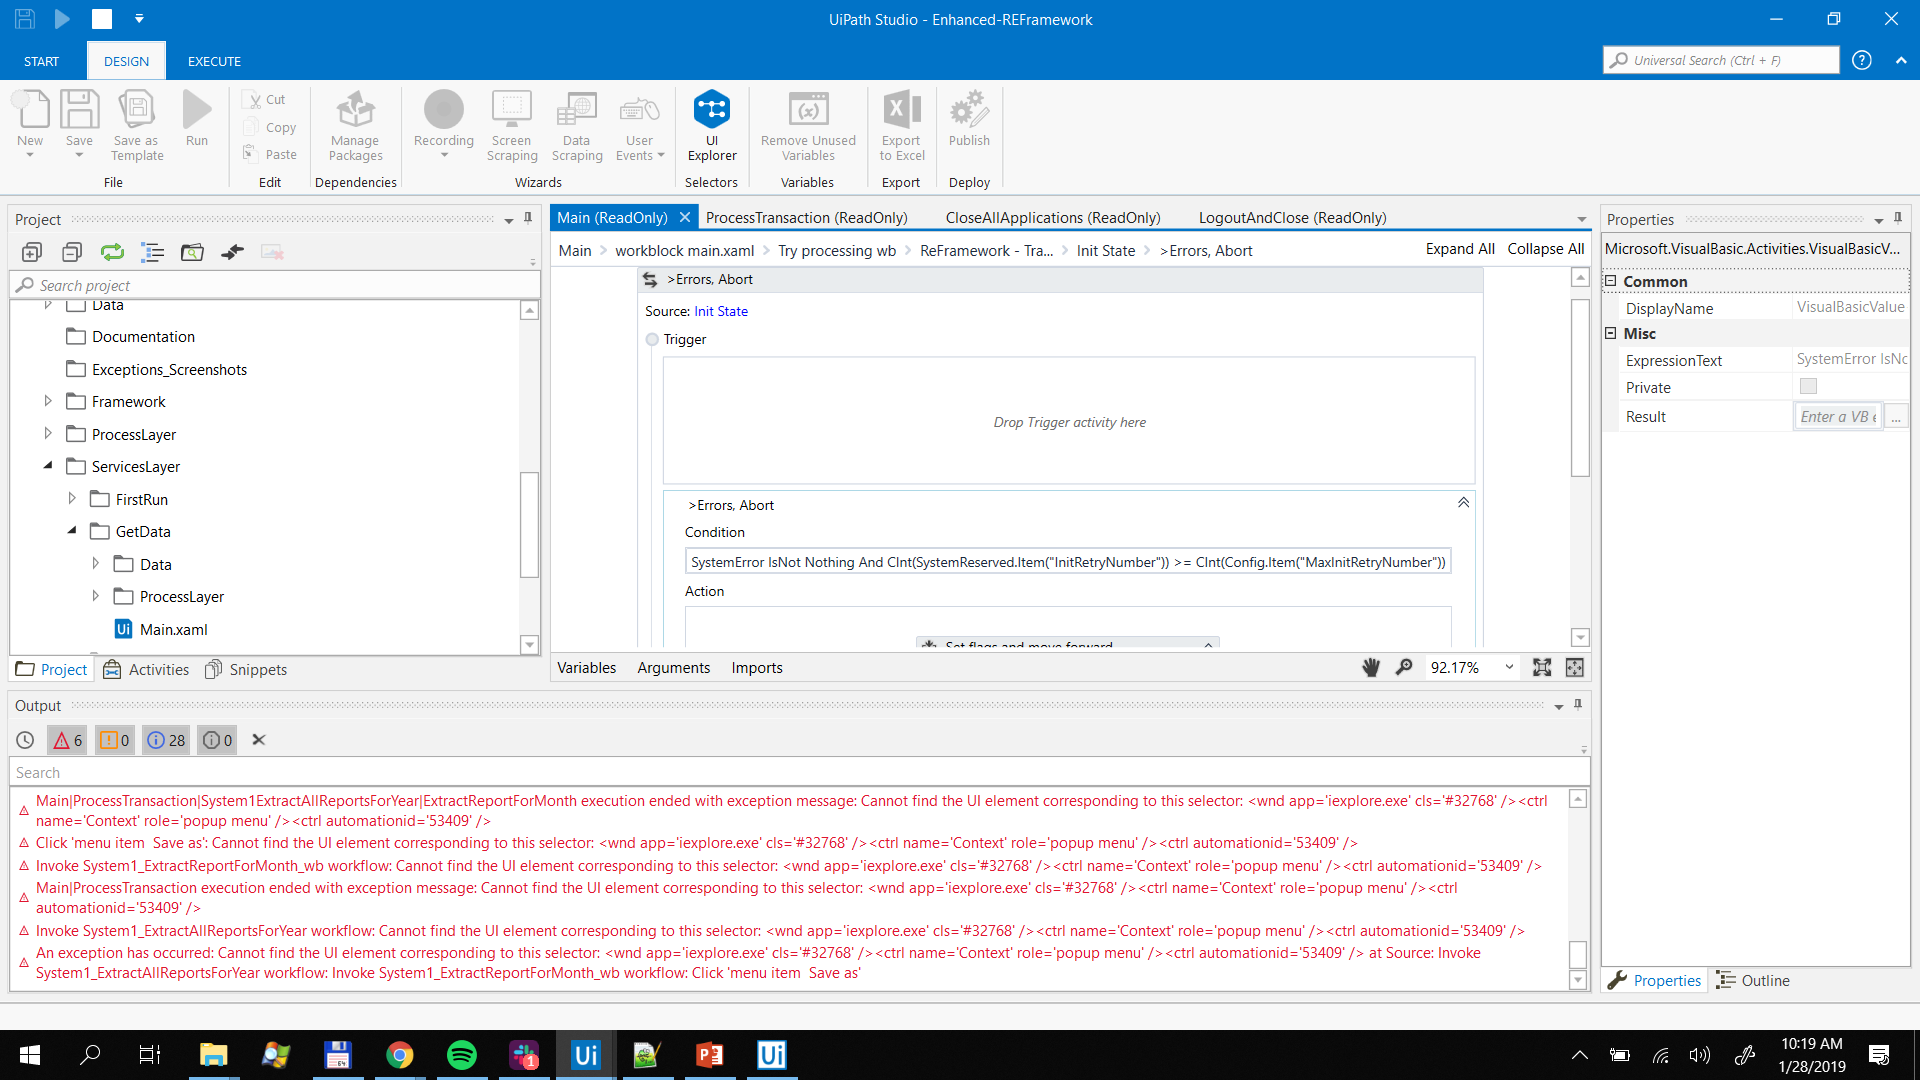 UiPath Studio - Enhanced-REFramework
START
DESIGN
EXECUTE
Universal Search (Ctrl + F)
New
Save
Save as
Template
Run
File
Cut
Copy
Paste
Edit
Manage
Packages
Dependencies
Recording
Screen
Scraping
Data
Scraping
User
Events
Wizards
UI
Explorer
Selectors
Remove Unused
Variables
Variables
Export
to Excel
Export
Publish
Deploy
Project
Search project
Data
Documentation
Exceptions_Screenshots
Framework
ProcessLayer
ServicesLayer
FirstRun
GetData
Data
ProcessLayer
Main.xaml
Project
Activities
Snippets
Main (ReadOnly)
ProcessTransaction (ReadOnly)
CloseAllApplications (ReadOnly)
LogoutAndClose (ReadOnly)
Main > workblock main.xaml > Try processing wb > ReFramework - Tra... > Init State > >Errors, Abort
Expand All
Collapse All
>Errors, Abort
Source: Init State
Trigger
Drop Trigger activity here
>Errors, Abort
Condition
SystemError IsNot Nothing And CInt(SystemReserved.Item("InitRetryNumber")) >= CInt(Config.Item("MaxInitRetryNumber"))
Action
Set flags and move forward
Variables
Arguments
Imports
92.17%
Properties
Microsoft.VisualBasic.Activities.VisualBasicV...
Common
DisplayName
VisualBasicValue
Misc
ExpressionText
SystemError IsNo
Private
Result
Enter a VB e
...
Properties
Outline
Output
6
0
28
0
Search
Main|ProcessTransaction|System1ExtractAllReportsForYear|ExtractReportForMonth execution ended with exception message: Cannot find the UI element corresponding to this selector: <wnd app='iexplore.exe' cls='#32768' /><ctrl
name='Context' role='popup menu' /><ctrl automationid='53409' />
Click 'menu item  Save as': Cannot find the UI element corresponding to this selector: <wnd app='iexplore.exe' cls='#32768' /><ctrl name='Context' role='popup menu' /><ctrl automationid='53409' />
Invoke System1_ExtractReportForMonth_wb workflow: Cannot find the UI element corresponding to this selector: <wnd app='iexplore.exe' cls='#32768' /><ctrl name='Context' role='popup menu' /><ctrl automationid='53409' />
Main|ProcessTransaction execution ended with exception message: Cannot find the UI element corresponding to this selector: <wnd app='iexplore.exe' cls='#32768' /><ctrl name='Context' role='popup menu' /><ctrl
automationid='53409' />
Invoke System1_ExtractAllReportsForYear workflow: Cannot find the UI element corresponding to this selector: <wnd app='iexplore.exe' cls='#32768' /><ctrl name='Context' role='popup menu' /><ctrl automationid='53409' />
An exception has occurred: Cannot find the UI element corresponding to this selector: <wnd app='iexplore.exe' cls='#32768' /><ctrl name='Context' role='popup menu' /><ctrl automationid='53409' /> at Source: Invoke
System1_ExtractAllReportsForYear workflow: Invoke System1_ExtractReportForMonth_wb workflow: Click 'menu item  Save as'
10:19 AM
1/28/2019